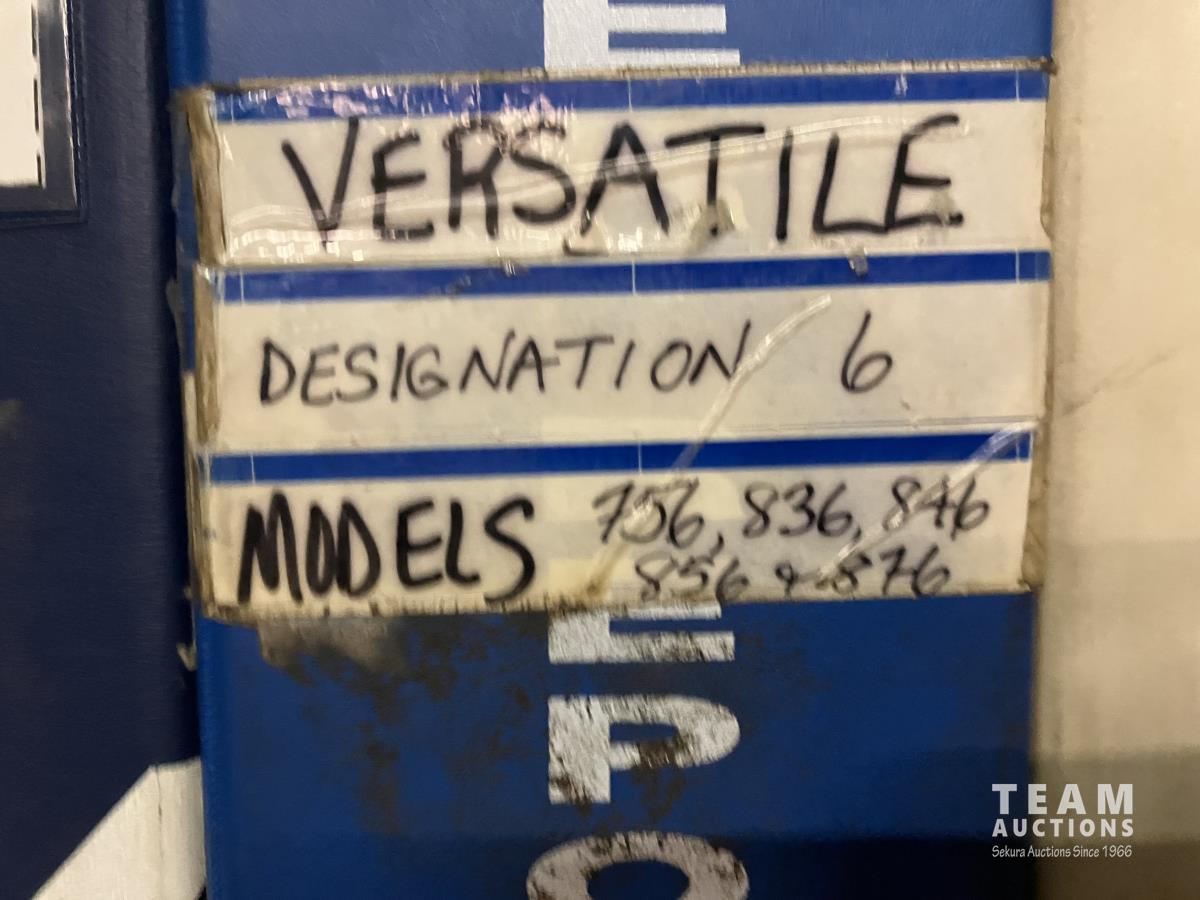 E
VERSATILE
DESIGNATION 6
MODELS 756, 836, 846
856 & 876
E
P
O
TEAM
AUCTIONS
Sekura Auctions Since 1966